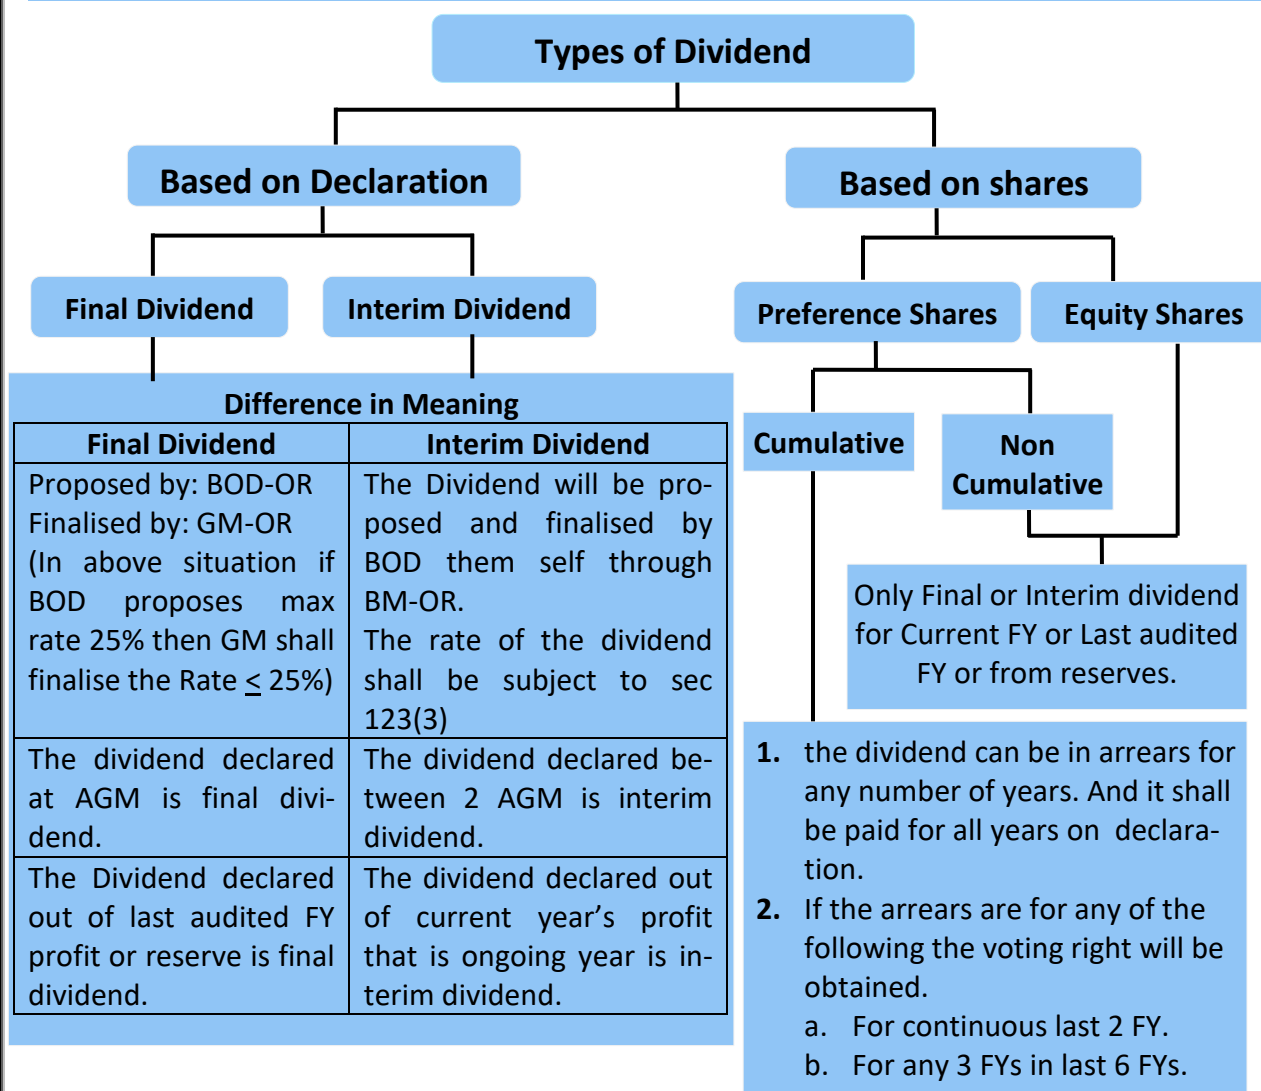 Types of Dividend
Based on Declaration
Based on shares
Final Dividend
Interim Dividend
Preference Shares
Equity Shares
Difference in Meaning
Final Dividend
Interim Dividend
Proposed by: BOD-OR
Finalised by: GM-OR
(In above situation if
BOD proposes max
rate 25% then GM shall
finalise the Rate < 25%)
The Dividend will be pro-
posed and finalised by
BOD them self through
BM-OR.
The rate of the dividend
shall be subject to sec
123(3)
The dividend declared
at AGM is final divi-
dend.
The dividend declared be-
tween 2 AGM is interim
dividend.
The Dividend declared
out of last audited FY
profit or reserve is final
dividend.
The dividend declared out
of current year’s profit
that is ongoing year is in-
terim dividend.
Cumulative
Non
Cumulative
Only Final or Interim dividend
for Current FY or Last audited
FY or from reserves.
1. the dividend can be in arrears for
any number of years. And it shall
be paid for all years on declara-
tion.
2. If the arrears are for any of the
following the voting right will be
obtained.
a. For continuous last 2 FY.
b. For any 3 FYs in last 6 FYs.